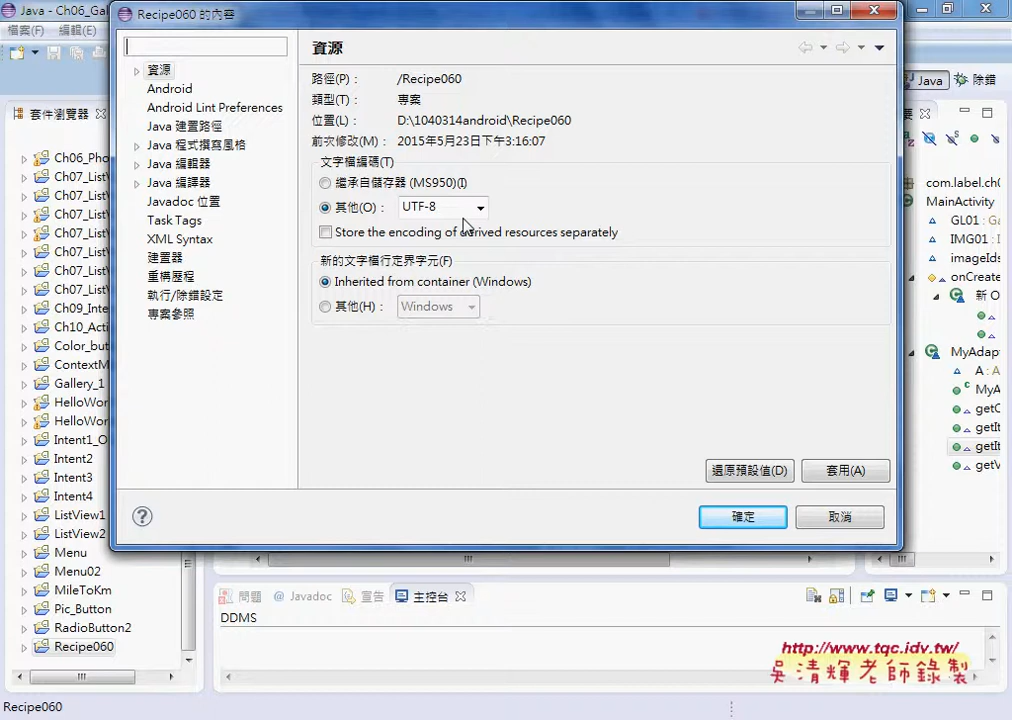 Java - Ch06_Gal
Recipe060 的內容
檔案(F) 編輯(E)
套件瀏覽器
Ch06_Pho
Ch07_List
Ch07_List
Ch07_List
Ch07_List
Ch07_List
Ch07_List
Ch07_List
Ch09_Inte
Ch10_Acti
Color_but
ContextM
Gallery_1
HelloWor
HelloWor
Intent1_O
Intent2
Intent3
Intent4
ListView1
ListView2
Menu
Menu02
MileToKm
Pic_Button
RadioButton2
Recipe060
資源
Android
Android Lint Preferences
Java 建置路徑
Java 程式撰寫風格
Java 編輯器
Java 編譯器
Javadoc 位置
Task Tags
XML Syntax
建置器
重構歷程
執行/除錯設定
專案參照
資源
路徑(P)： /Recipe060
類型(T)： 專案
位置(L)： D:\1040314android\Recipe060
前次修改(M)： 2015年5月23日下午3:16:07
文字檔編碼(T)
繼承自儲存器 (MS950)(I)
其他(O)： UTF-8
Store the encoding of derived resources separately
新的文字檔行定界字元(F)
Inherited from container (Windows)
其他(H)： Windows
還原預設值(D) 套用(A)
確定 取消
Java 除錯
com.label.ch0
MainActivity
GL01 :
IMG01 :
imageIds
onCreate
新 O
MyAdap
A : A
MyA
getC
getIt
getIt
getV
問題 @ Javadoc 宣告 主控台
DDMS
http://www.tqc.idv.tw/
吳清輝老師錄製
Recipe060